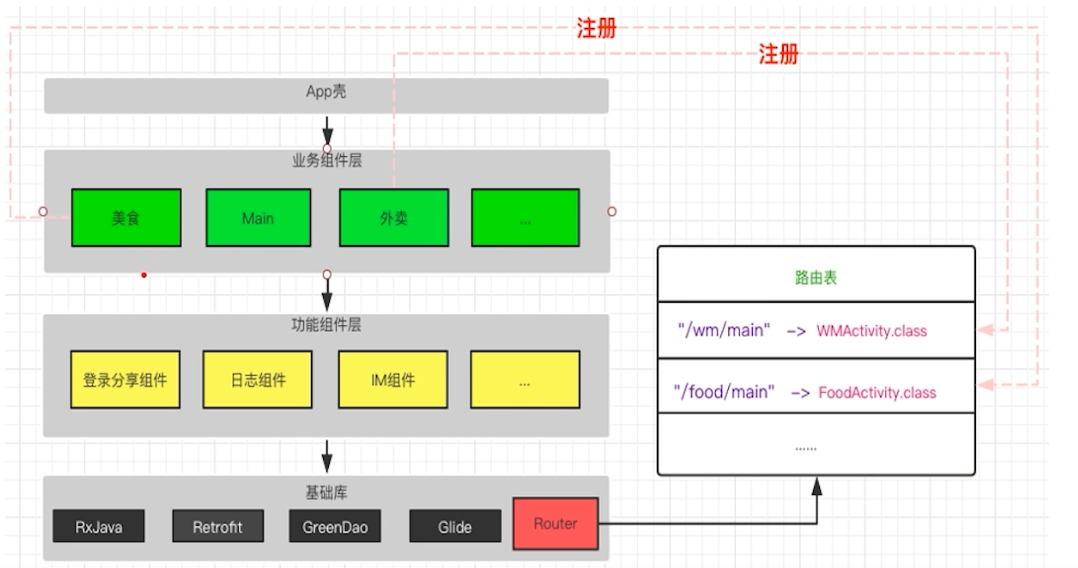 注册
注册
App壳
业务组件层
美食
Main
外卖
...
路由表
"/wm/main" -> WMActivity.class
功能组件层
登录分享组件
日志组件
IM组件
...
"/food/main" -> FoodActivity.class
......
基础库
RxJava
Retrofit
GreenDao
Glide
Router